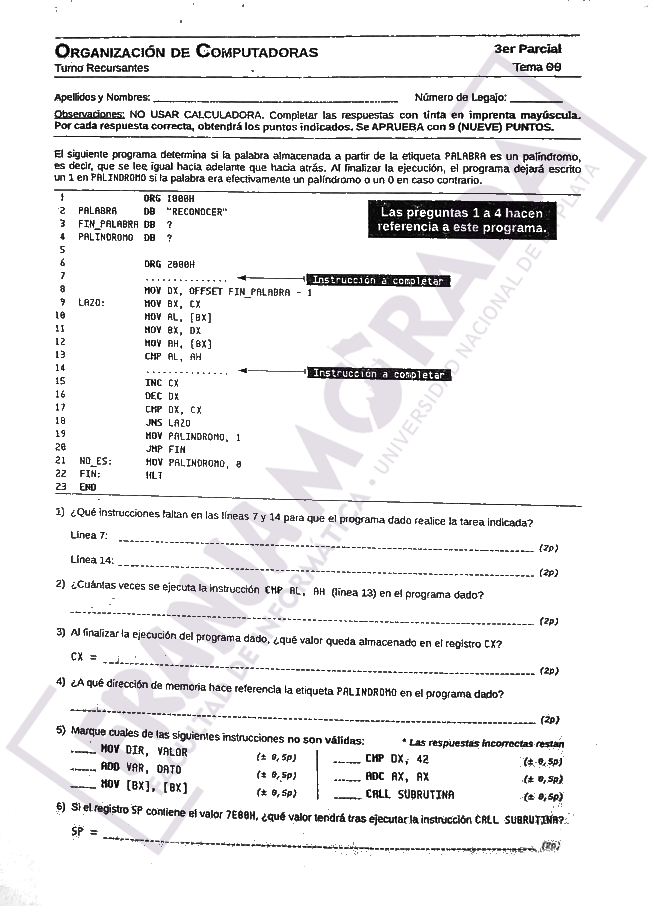 ORGANIZACIÓN DE COMPUTADORAS
3er Parcial
Turno Recursantes
Tema 00
Apellidos y Nombres:
Número de Legajo:
Observaciones: NO USAR CALCULADORA. Completar las respuestas con tinta en imprenta mayúscula.
Por cada respuesta correcta, obtendrá los puntos indicados. Se APRUEBA con 9 (NUEVE) PUNTOS.
El siguiente programa determina si la palabra almacenada a partir de la etiqueta PALABRA es un palíndromo,
es decir, que se lee igual hacia adelante que hacia atrás. Al finalizar la ejecución, el programa dejará escrito
un 1 en PALINDROMO si la palabra era efectivamente un palíndromo o un 0 en caso contrario.
1 ORG 1000H
2 PALABRA DB "RECONOCER"
3 FIN_PALABRA DB ?
4 PALINDROMO DB ?
Las preguntas 1 a 4 hacen
referencia a este programa.
5
6 ORG 2000H
7 ............... Instrucción a completar
8 MOV DX, OFFSET FIN_PALABRA - 1
9 LAZO: MOV BX, CX
10 MOV AL, [BX]
11 MOV BX, DX
12 MOV AH, [BX]
13 CMP AL, AH
14 ............... Instrucción a completar
15 INC CX
16 DEC DX
17 CMP DX, CX
18 JNS LAZO
19 MOV PALINDROMO, 1
20 JMP FIN
21 NO_ES: MOV PALINDROMO, 0
22 FIN: HLT
23 END
1) ¿Qué instrucciones faltan en las líneas 7 y 14 para que el programa dado realice la tarea indicada?
Línea 7: (2p)
Línea 14: (2p)
2) ¿Cuántas veces se ejecuta la instrucción CMP AL, AH (línea 13) en el programa dado?
(2p)
3) Al finalizar la ejecución del programa dado, ¿qué valor queda almacenado en el registro CX?
CX = (2p)
4) ¿A qué dirección de memoria hace referencia la etiqueta PALINDROMO en el programa dado?
(2p)
5) Marque cuales de las siguientes instrucciones no son válidas: * Las respuestas incorrectas restan
MOV DIR, VALOR (± 0,5p) CMP DX, 42 (± 0,5p)
ADD VAR, DATO (± 0,5p) ADC AX, AX (± 0,5p)
MOV [BX], [BX] (± 0,5p) CALL SUBRUTINA (± 0,5p)
6) Si el registro SP contiene el valor 7E00H, ¿qué valor tendrá tras ejecutar la instrucción CALL SUBRUTINA?
SP = (2p)
FRANJA MORADA
FACULTAD DE INFORMÁTICA • UNIVERSIDAD NACIONAL DE LA PLATA